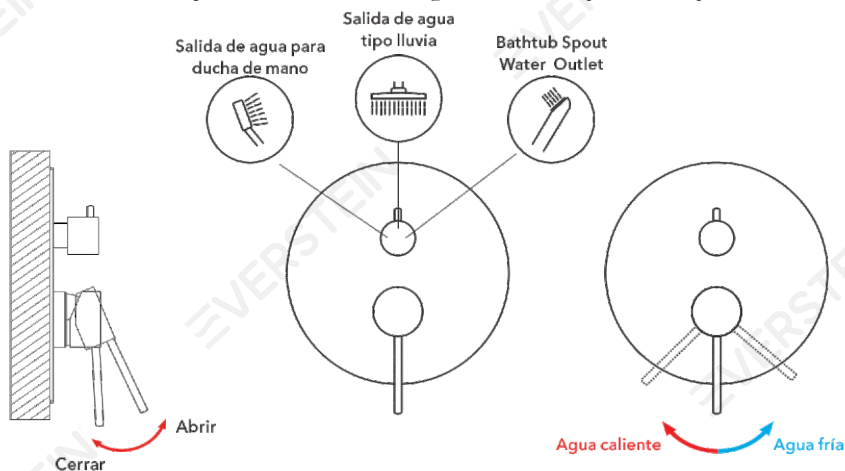 Salida de agua para
ducha de mano
Salida de agua
tipo lluvia
Bathtub Spout
Water Outlet
Abrir
Cerrar
Agua caliente
Agua fría
EVERSTEIN